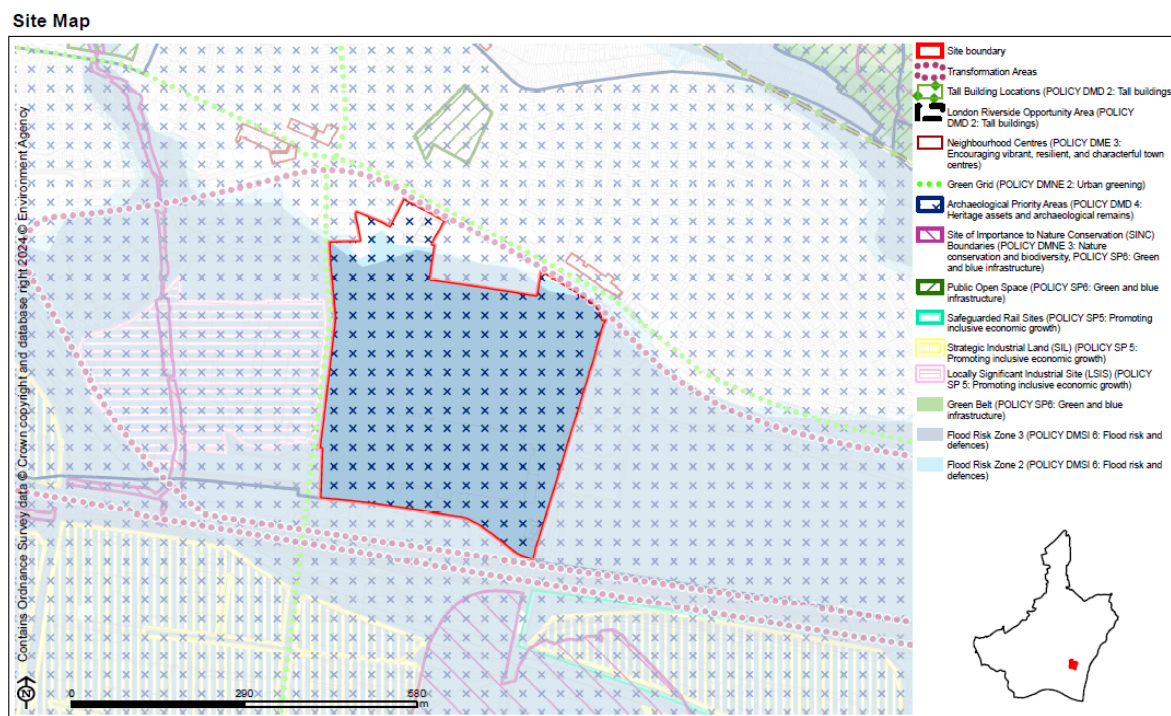 Site Map
Contains Ordnance Survey data © Crown copyright and database right 2024 © Environment Agency
Site boundary
Transformation Areas
Tall Building Locations (POLICY DMD 2: Tall buildings
London Riverside Opportunity Area (POLICY
DMD 2: Tall buildings)
Neighbourhood Centres (POLICY DME 3:
Encouraging vibrant, resilient, and characterful town
centres)
Green Grid (POLICY DMNE 2: Urban greening)
Archaeological Priority Areas (POLICY DMD 4:
Heritage assets and archaeological remains)
Site of Importance to Nature Conservation (SINC)
Boundaries (POLICY DMNE 3: Nature
conservation and biodiversity, POLICY SP6: Green
and blue infrastructure)
Public Open Space (POLICY SP6: Green and blue
infrastructure)
Safeguarded Rail Sites (POLICY SP5: Promoting
inclusive economic growth)
Strategic Industrial Land (SIL) (POLICY SP 5:
Promoting inclusive economic growth)
Locally Significant Industrial Site (LSIS) (POLICY
SP 5: Promoting inclusive economic growth)
Green Belt (POLICY SP6: Green and blue
infrastructure)
Flood Risk Zone 3 (POLICY DMSI 6: Flood risk and
defences)
Flood Risk Zone 2 (POLICY DMSI 6: Flood risk and
defences)
0 290 580
m